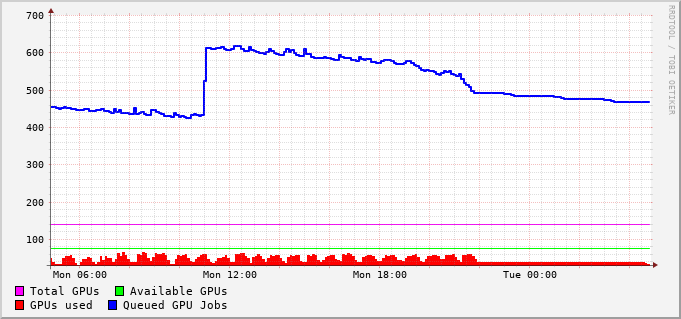 700
600
500
400
300
200
100
Mon 06:00 Mon 12:00 Mon 18:00 Tue 00:00
Total GPUs Available GPUs
GPUs used Queued GPU Jobs
RRDTOOL / TOBI OETIKER